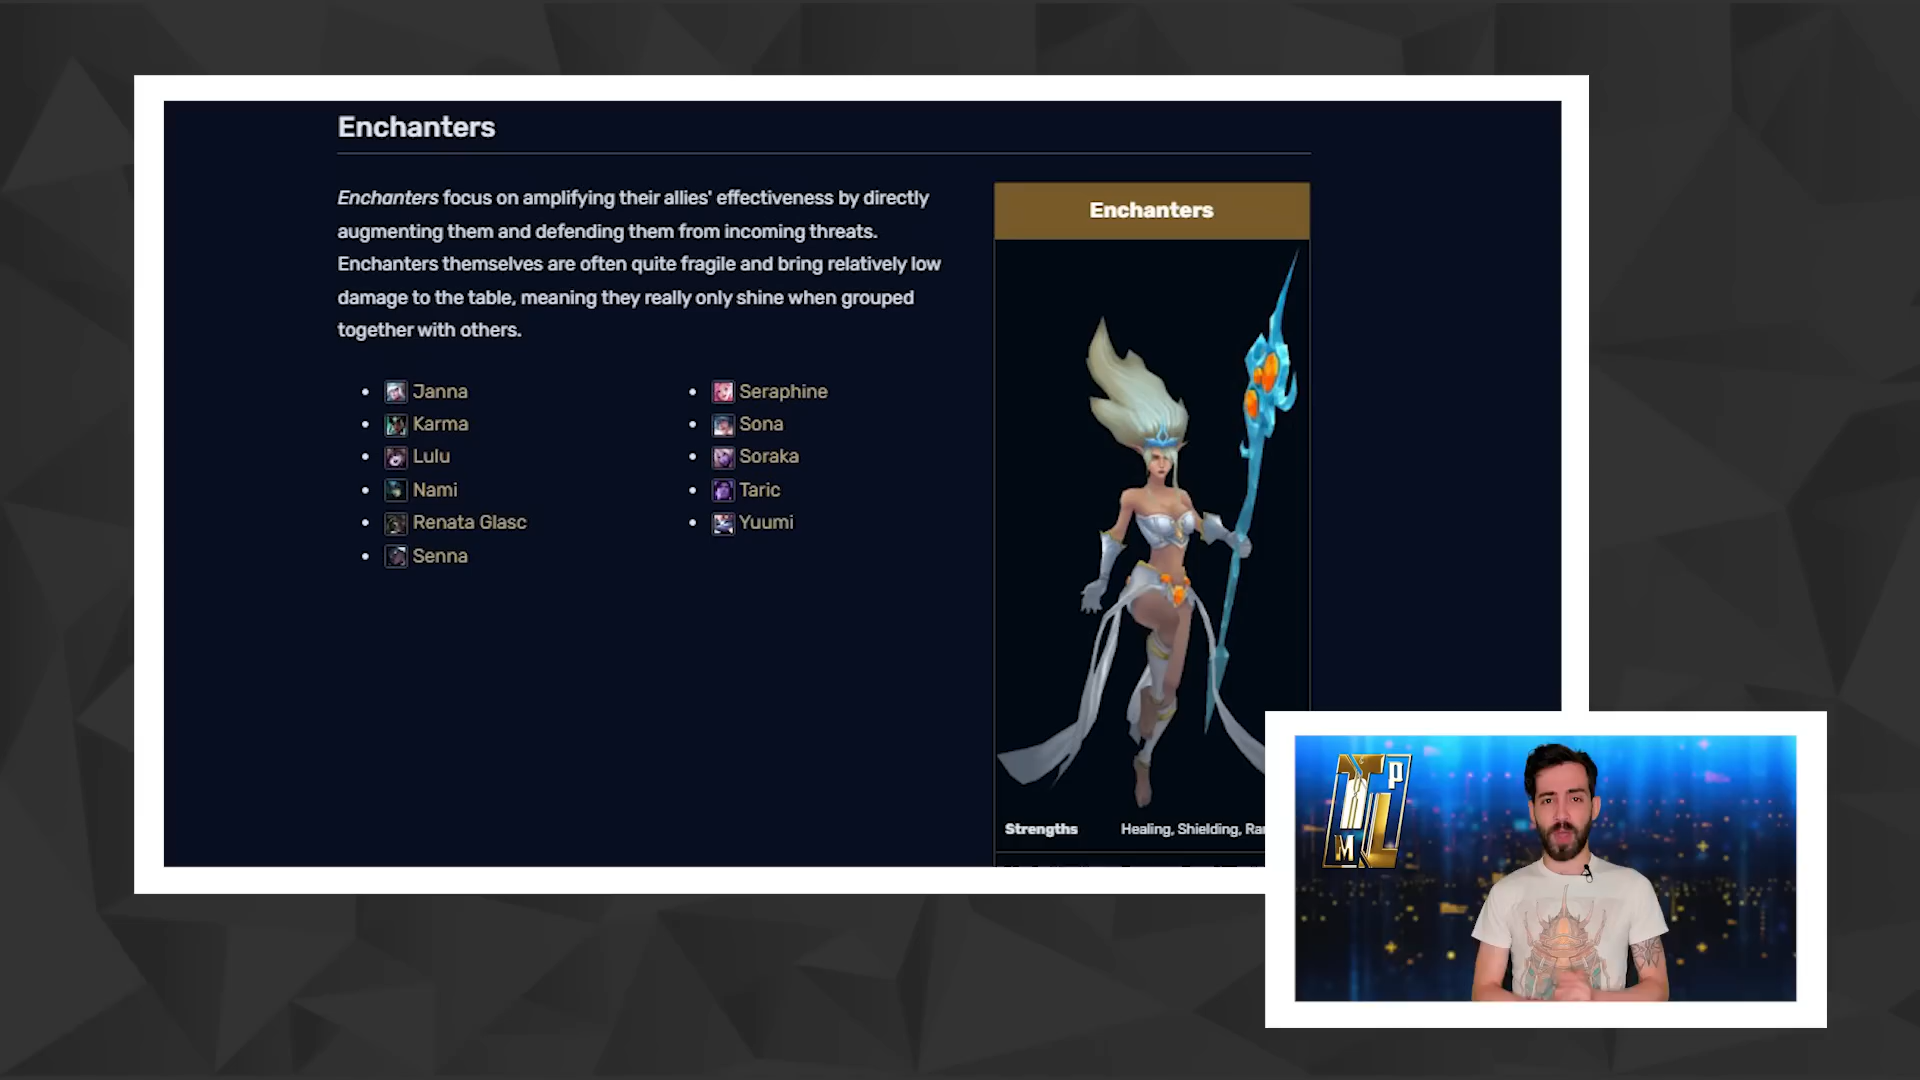 Enchanters
Enchanters focus on amplifying their allies' effectiveness by directly
augmenting them and defending them from incoming threats.
Enchanters themselves are often quite fragile and bring relatively low
damage to the table, meaning they really only shine when grouped
together with others.
Janna
Karma
Lulu
Nami
Renata Glasc
Senna
Seraphine
Sona
Soraka
Taric
Yuumi
Enchanters
Strengths Healing, Shielding,